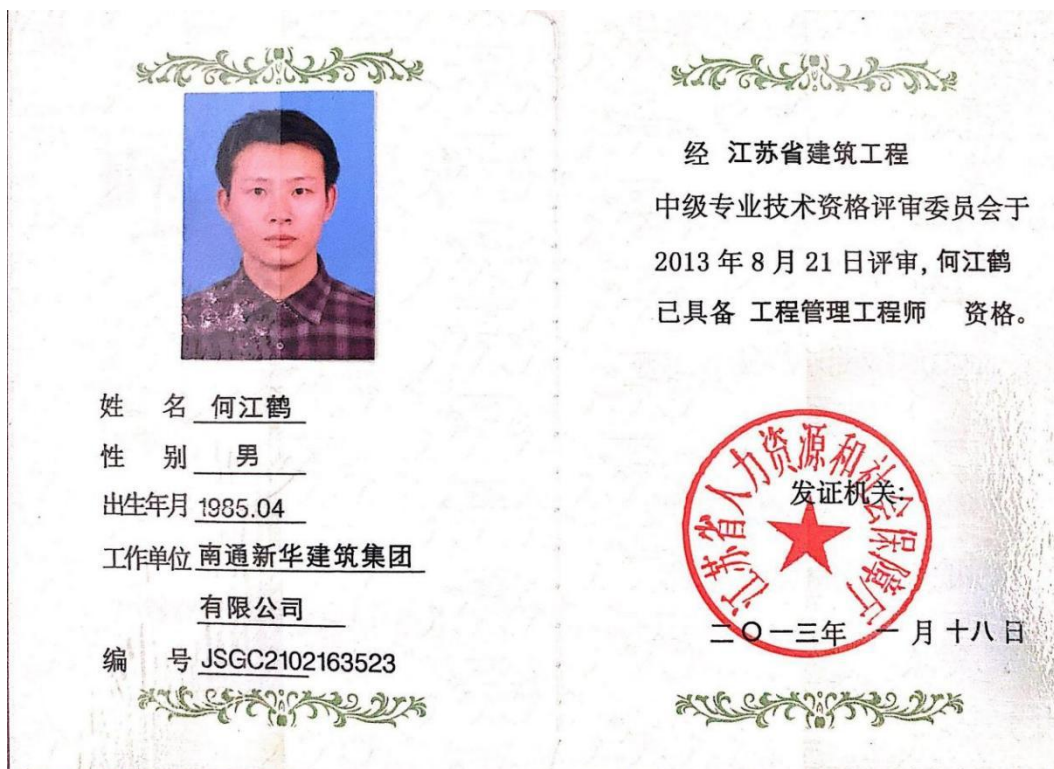 姓 名 何江鹤
性 别 男
出生年月 1985.04
工作单位 南通新华建筑集团
有限公司
编 号 JSGC2102163523
经 江苏省建筑工程
中级专业技术资格评审委员会于
2013 年 8 月 21 日评审, 何江鹤
已具备 工程管理工程师 资格。
江苏省人力资源和社会保障厅
发证机关:
二〇一三年 一 月 十八 日